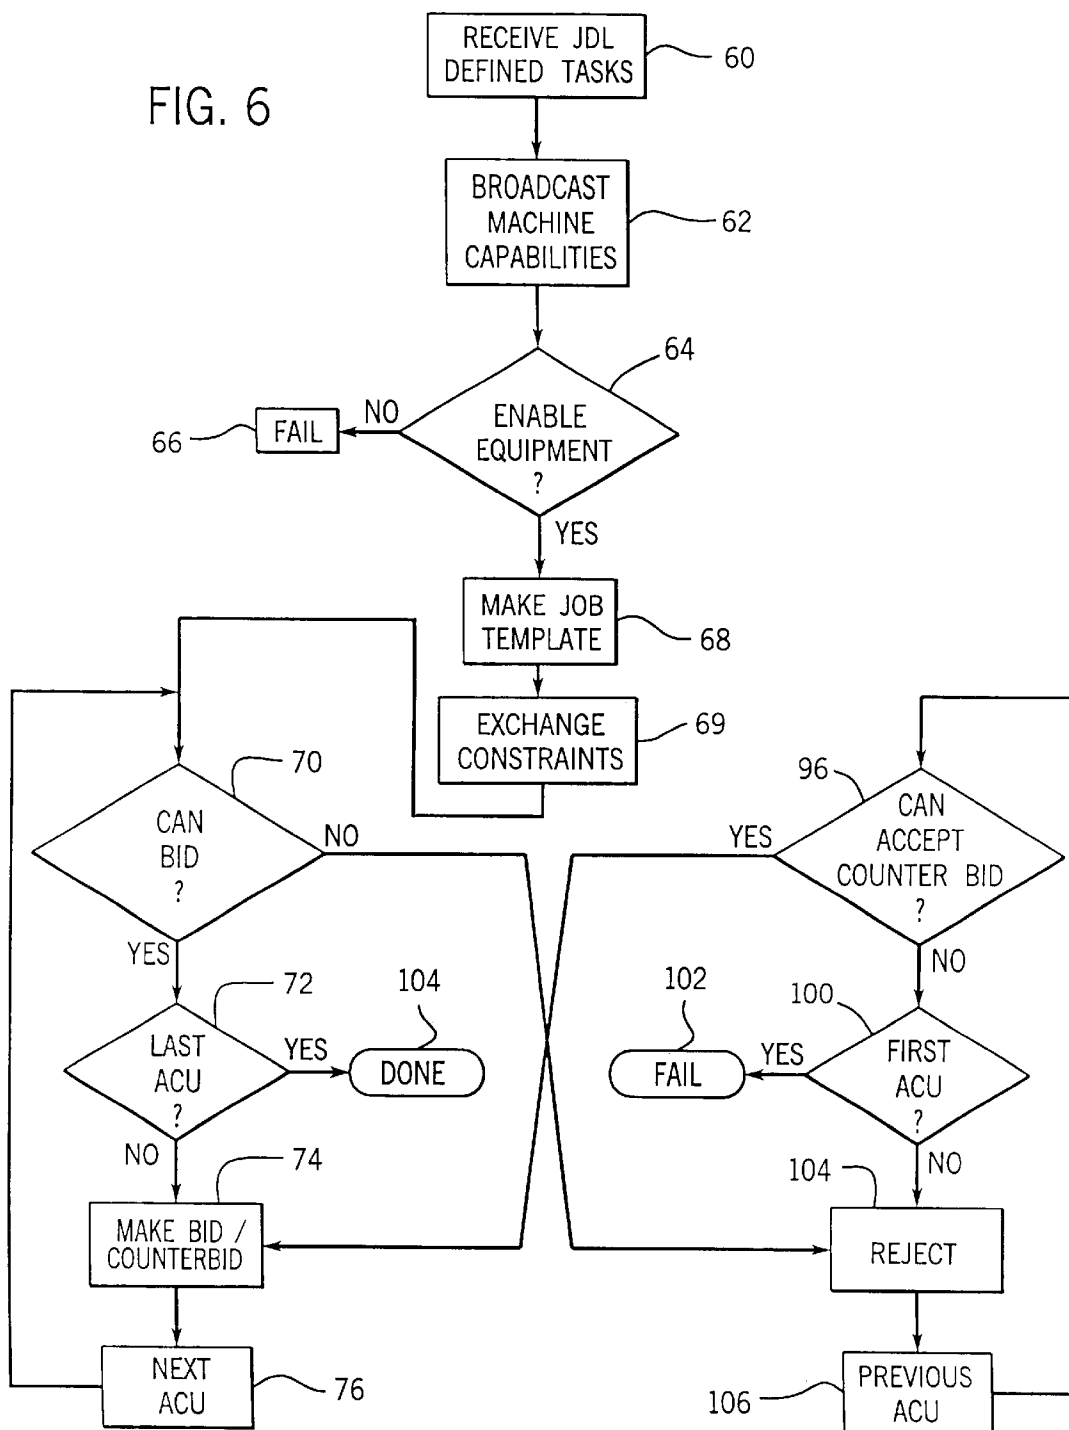 FIG. 6
RECEIVE JDL
DEFINED TASKS
60
BROADCAST
MACHINE
CAPABILITIES
62
64
ENABLE
EQUIPMENT
?
NO
FAIL
66
YES
MAKE JOB
TEMPLATE
68
EXCHANGE
CONSTRAINTS
69
70
CAN
BID
?
NO
YES
72
LAST
ACU
?
YES
104
DONE
NO
74
MAKE BID /
COUNTERBID
NEXT
ACU
76
96
CAN
ACCEPT
COUNTER BID
?
YES
NO
100
FIRST
ACU
?
YES
102
FAIL
NO
104
REJECT
PREVIOUS
ACU
106